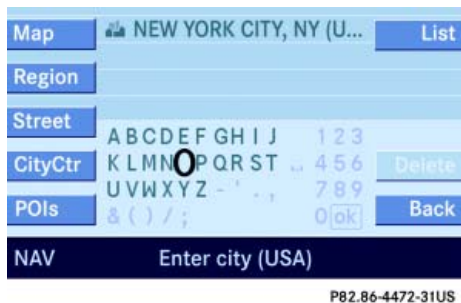 Map NEW YORK CITY, NY (U... List
Region
Street
A B C D E F G H I J 1 2 3
CityCtr K L M N O P Q R S T ␣ 4 5 6 Delete
U V W X Y Z - ' . , 7 8 9
POIs & ( ) / ; 0 ok Back
NAV Enter city (USA)
P82.86-4472-31US